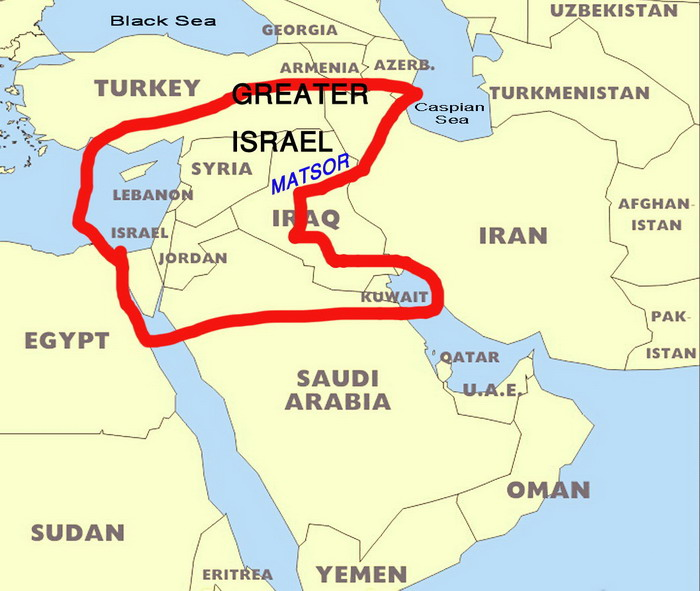 UZBEKISTAN
Black Sea
GEORGIA
ARMENIA
AZERB.
TURKEY
GREATER
Caspian
Sea
TURKMENISTAN
ISRAEL
SYRIA
MATSOR
LEBANON
AFGHAN-
ISTAN
IRAQ
ISRAEL
IRAN
JORDAN
KUWAIT
PAK-
ISTAN
EGYPT
QATAR
SAUDI
ARABIA
U.A.E.
OMAN
SUDAN
ERITREA
YEMEN